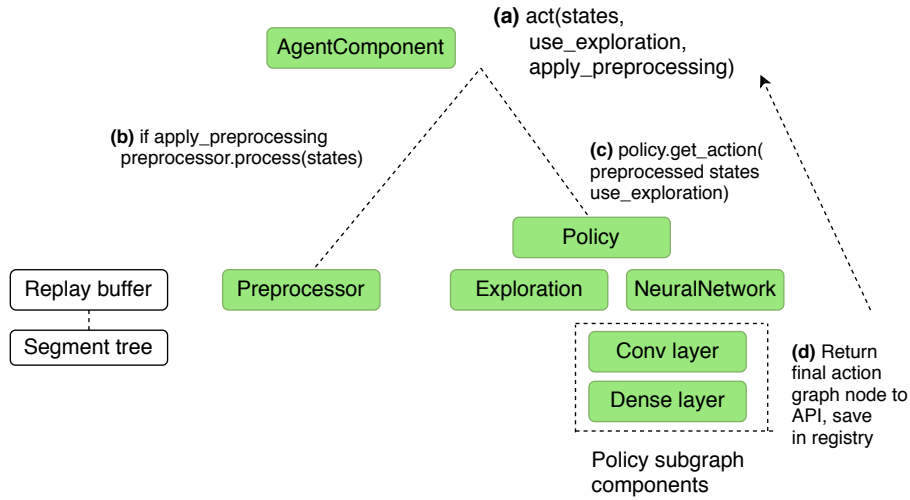 AgentComponent
(a) act(states,
use_exploration,
apply_preprocessing)
(b) if apply_preprocessing
preprocessor.process(states)
(c) policy.get_action(
preprocessed states
use_exploration)
Policy
Replay buffer
Preprocessor
Exploration
NeuralNetwork
Segment tree
Conv layer
Dense layer
(d) Return
final action
graph node to
API, save
in registry
Policy subgraph
components